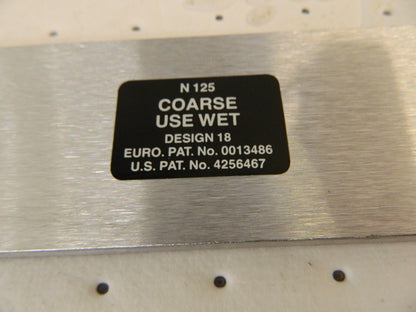 N 125
COARSE
USE WET
DESIGN 18
EURO. PAT. No. 0013486
U.S. PAT. No. 4256467